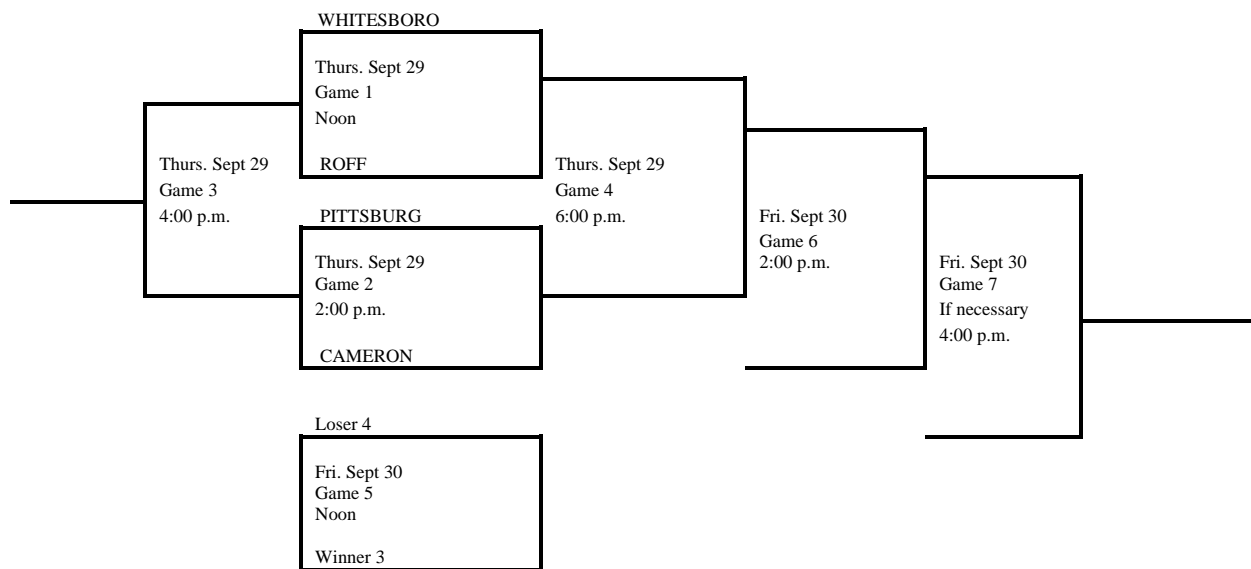 WHITESBORO
Thurs. Sept 29
Game 1
Noon
ROFF
Thurs. Sept 29
Game 3
4:00 p.m.
Thurs. Sept 29
Game 4
6:00 p.m.
PITTSBURG
Thurs. Sept 29
Game 2
2:00 p.m.
CAMERON
Fri. Sept 30
Game 6
2:00 p.m.
Fri. Sept 30
Game 7
If necessary
4:00 p.m.
Loser 4
Fri. Sept 30
Game 5
Noon
Winner 3